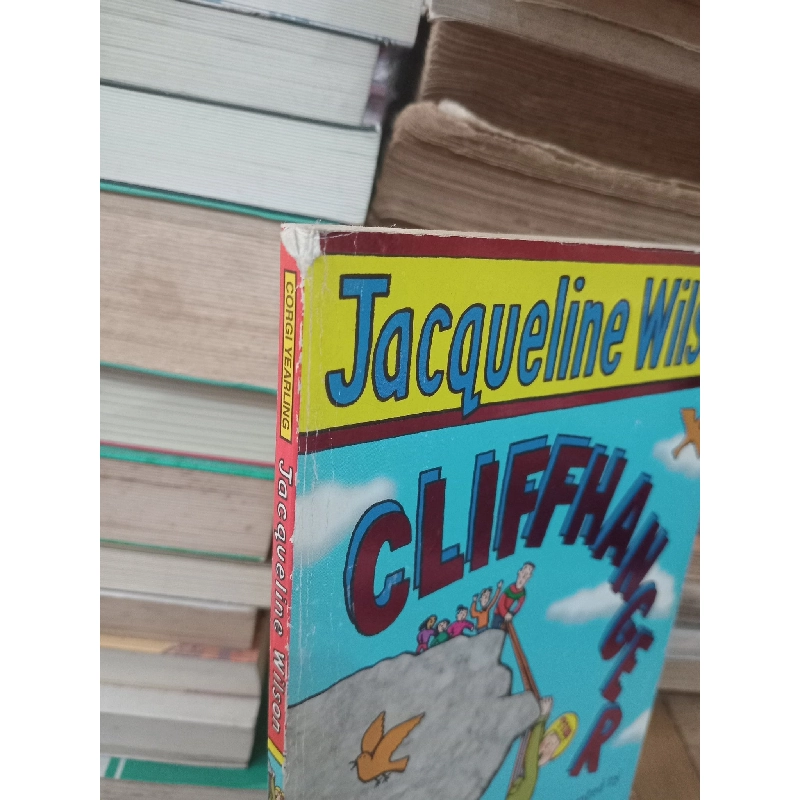 Jacqueline Wils
CLIFFHANGER
CORGI YEARLING
Jacqueline Wilson